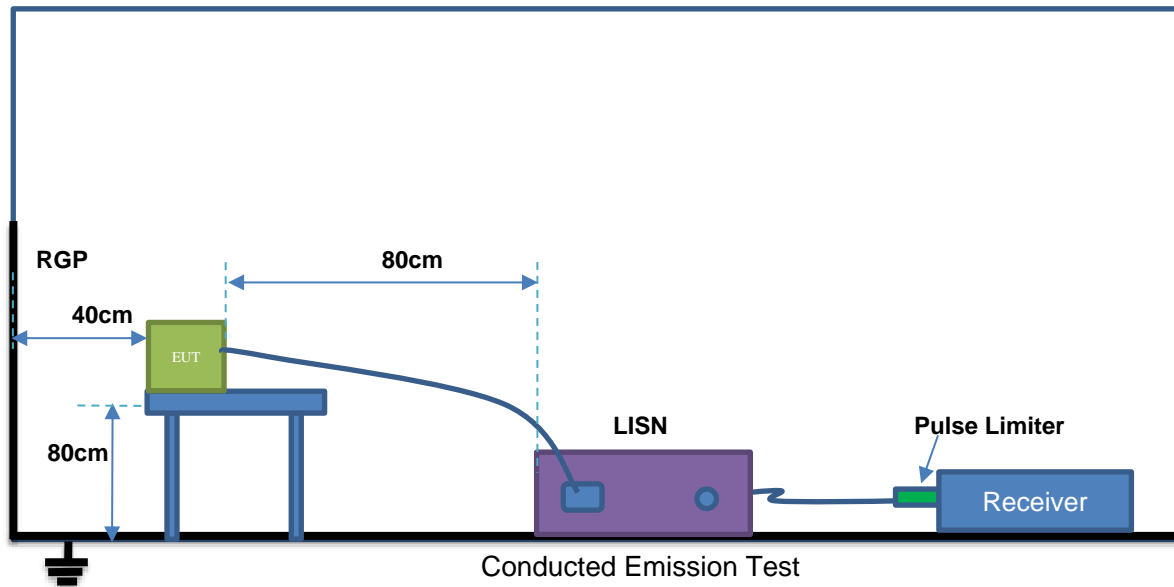 RGP
80cm
40cm
EUT
LISN
Pulse Limiter
80cm
Receiver
Conducted Emission Test